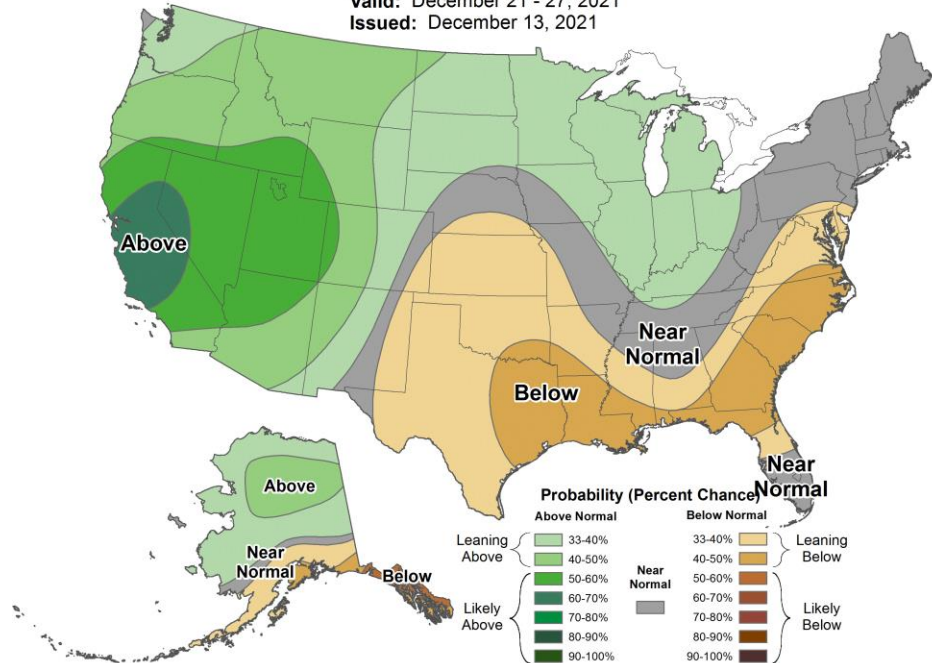 Valid: December 21 - 27, 2021
Issued: December 13, 2021
Above
Near
Normal
Below
Near
Normal
Above
Near
Normal
Below
Probability (Percent Chance)
Above Normal
Below Normal
Leaning
Above
33-40%
40-50%
Likely
Above
50-60%
60-70%
70-80%
80-90%
90-100%
Near
Normal
33-40%
40-50%
Leaning
Below
50-60%
60-70%
70-80%
80-90%
90-100%
Likely
Below